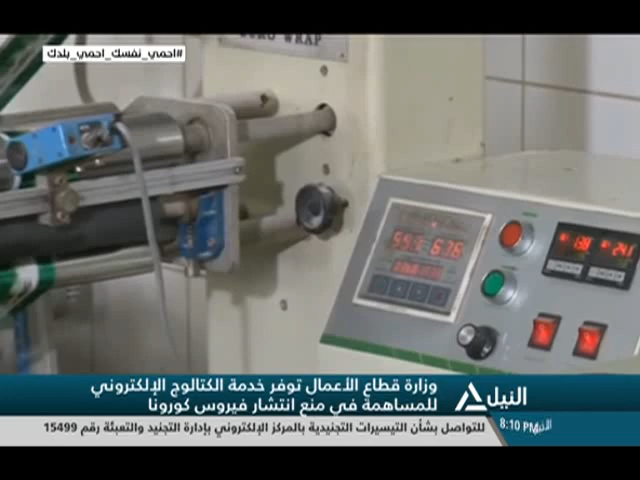 #احمي_نفسك_احمي_بلدك
WRAP
وزارة قطاع الأعمال توفر خدمة الكتالوج الإلكتروني
للمساهمة في منع انتشار فيروس كورونا
النيل
للتواصل بشأن التيسيرات التجنيدية بالمركز الإلكتروني بإدارة التجنيد والتعبئة رقم 15499
8:10 PM